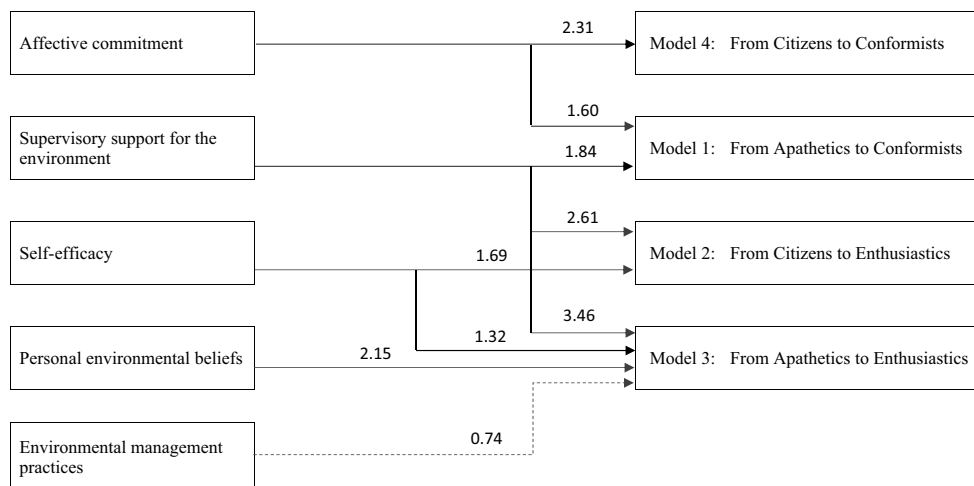 Affective commitment
2.31
Model 4: From Citizens to Conformists
1.60
Supervisory support for the
environment
1.84
Model 1: From Apathetics to Conformists
2.61
Self-efficacy
1.69
Model 2: From Citizens to Enthusiastics
3.46
1.32
Personal environmental beliefs
2.15
Model 3: From Apathetics to Enthusiastics
0.74
Environmental management
practices